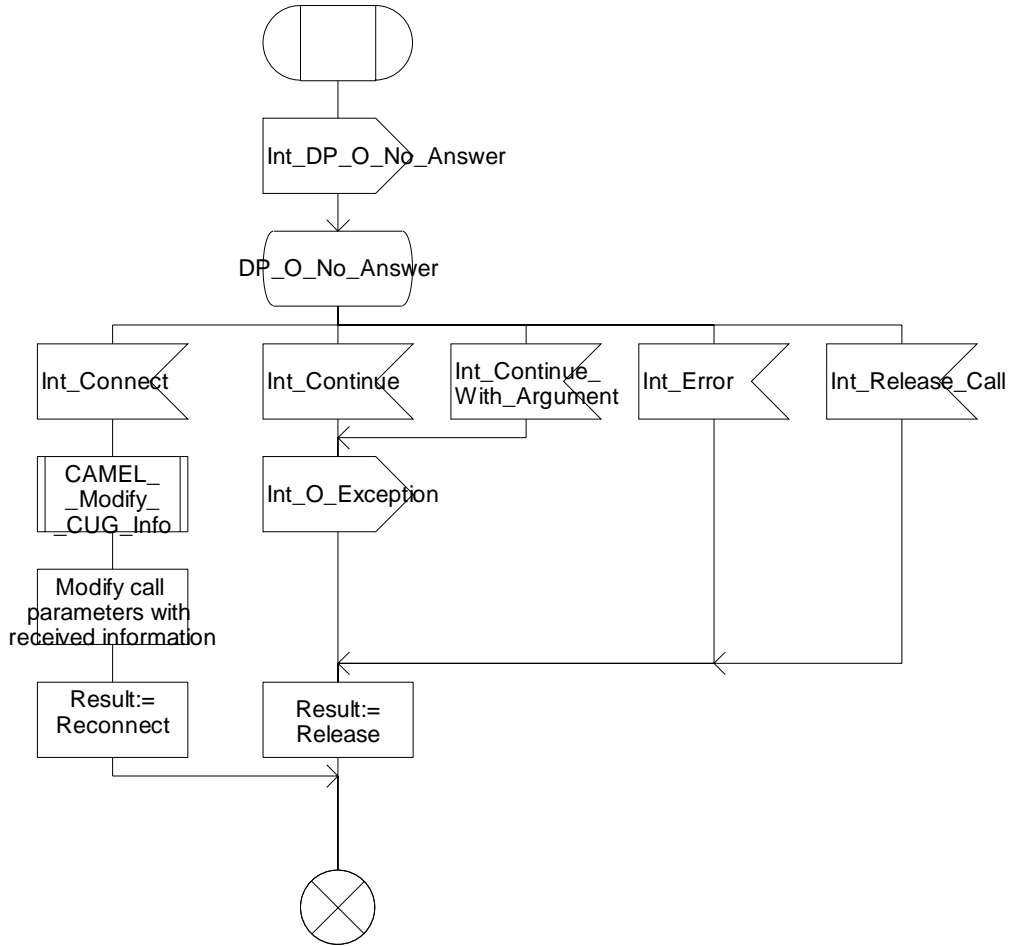 Int_DP_O_No_Answer
DP_O_No_Answer
Int_Connect
Int_Continue
Int_Continue_
With_Argument
Int_Error
Int_Release_Call
CAMEL_
_Modify_
_CUG_Info
Int_O_Exception
Modify call
parameters with
received information
Result:=
Reconnect
Result:=
Release